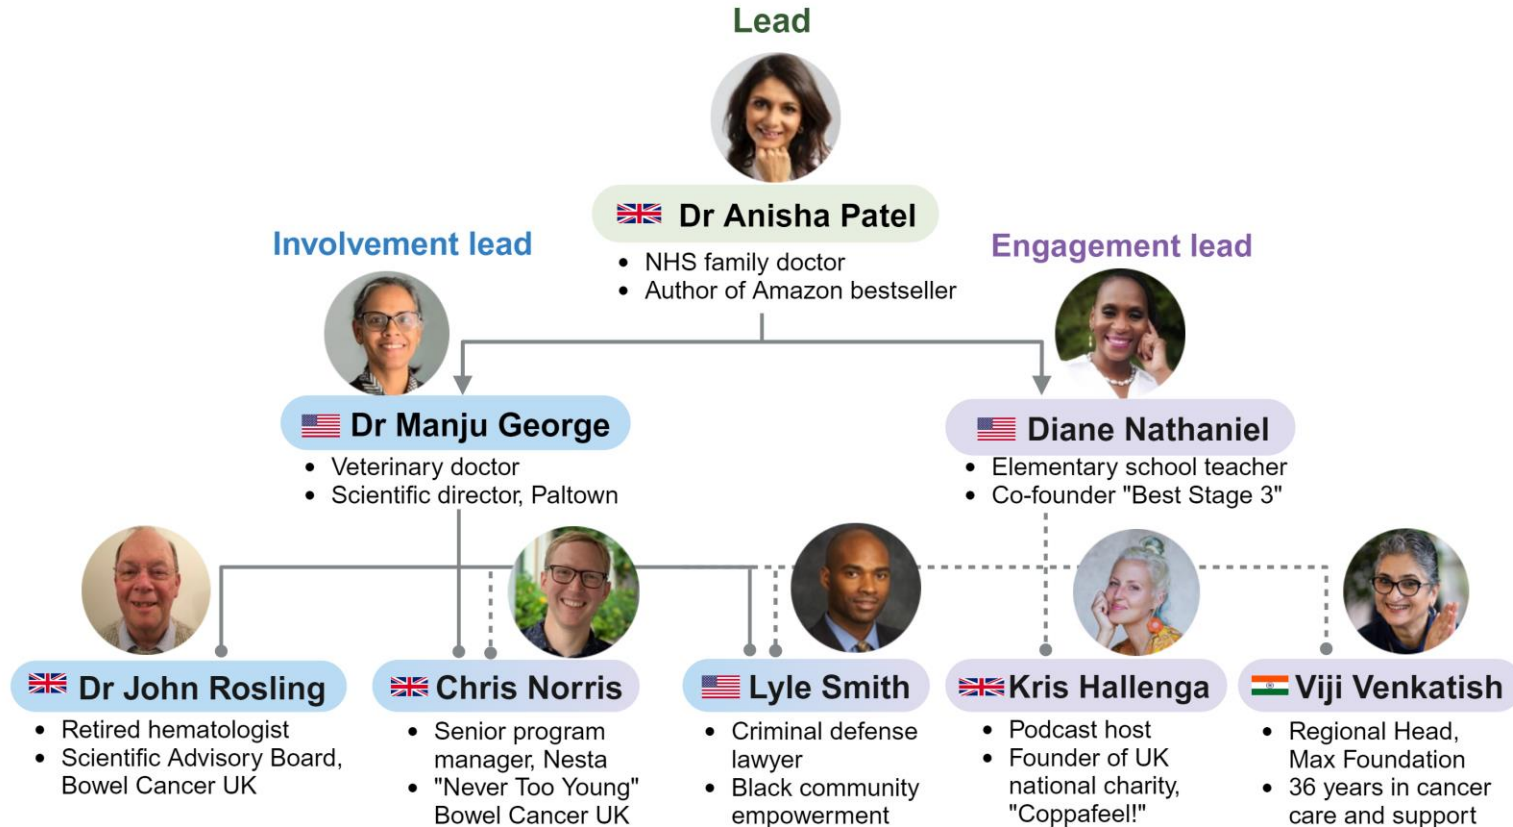 Lead
Dr Anisha Patel
• NHS family doctor
• Author of Amazon bestseller
Involvement lead
Dr Manju George
• Veterinary doctor
• Scientific director, Paltown
Engagement lead
Diane Nathaniel
• Elementary school teacher
• Co-founder "Best Stage 3"
Dr John Rosling
• Retired hematologist
• Scientific Advisory Board,
Bowel Cancer UK
Chris Norris
• Senior program
manager, Nesta
• "Never Too Young"
Bowel Cancer UK
Lyle Smith
• Criminal defense
lawyer
• Black community
empowerment
Kris Hallenga
• Podcast host
• Founder of UK
national charity,
"Coppafeel!"
Viji Venkatish
• Regional Head,
Max Foundation
• 36 years in cancer
care and support